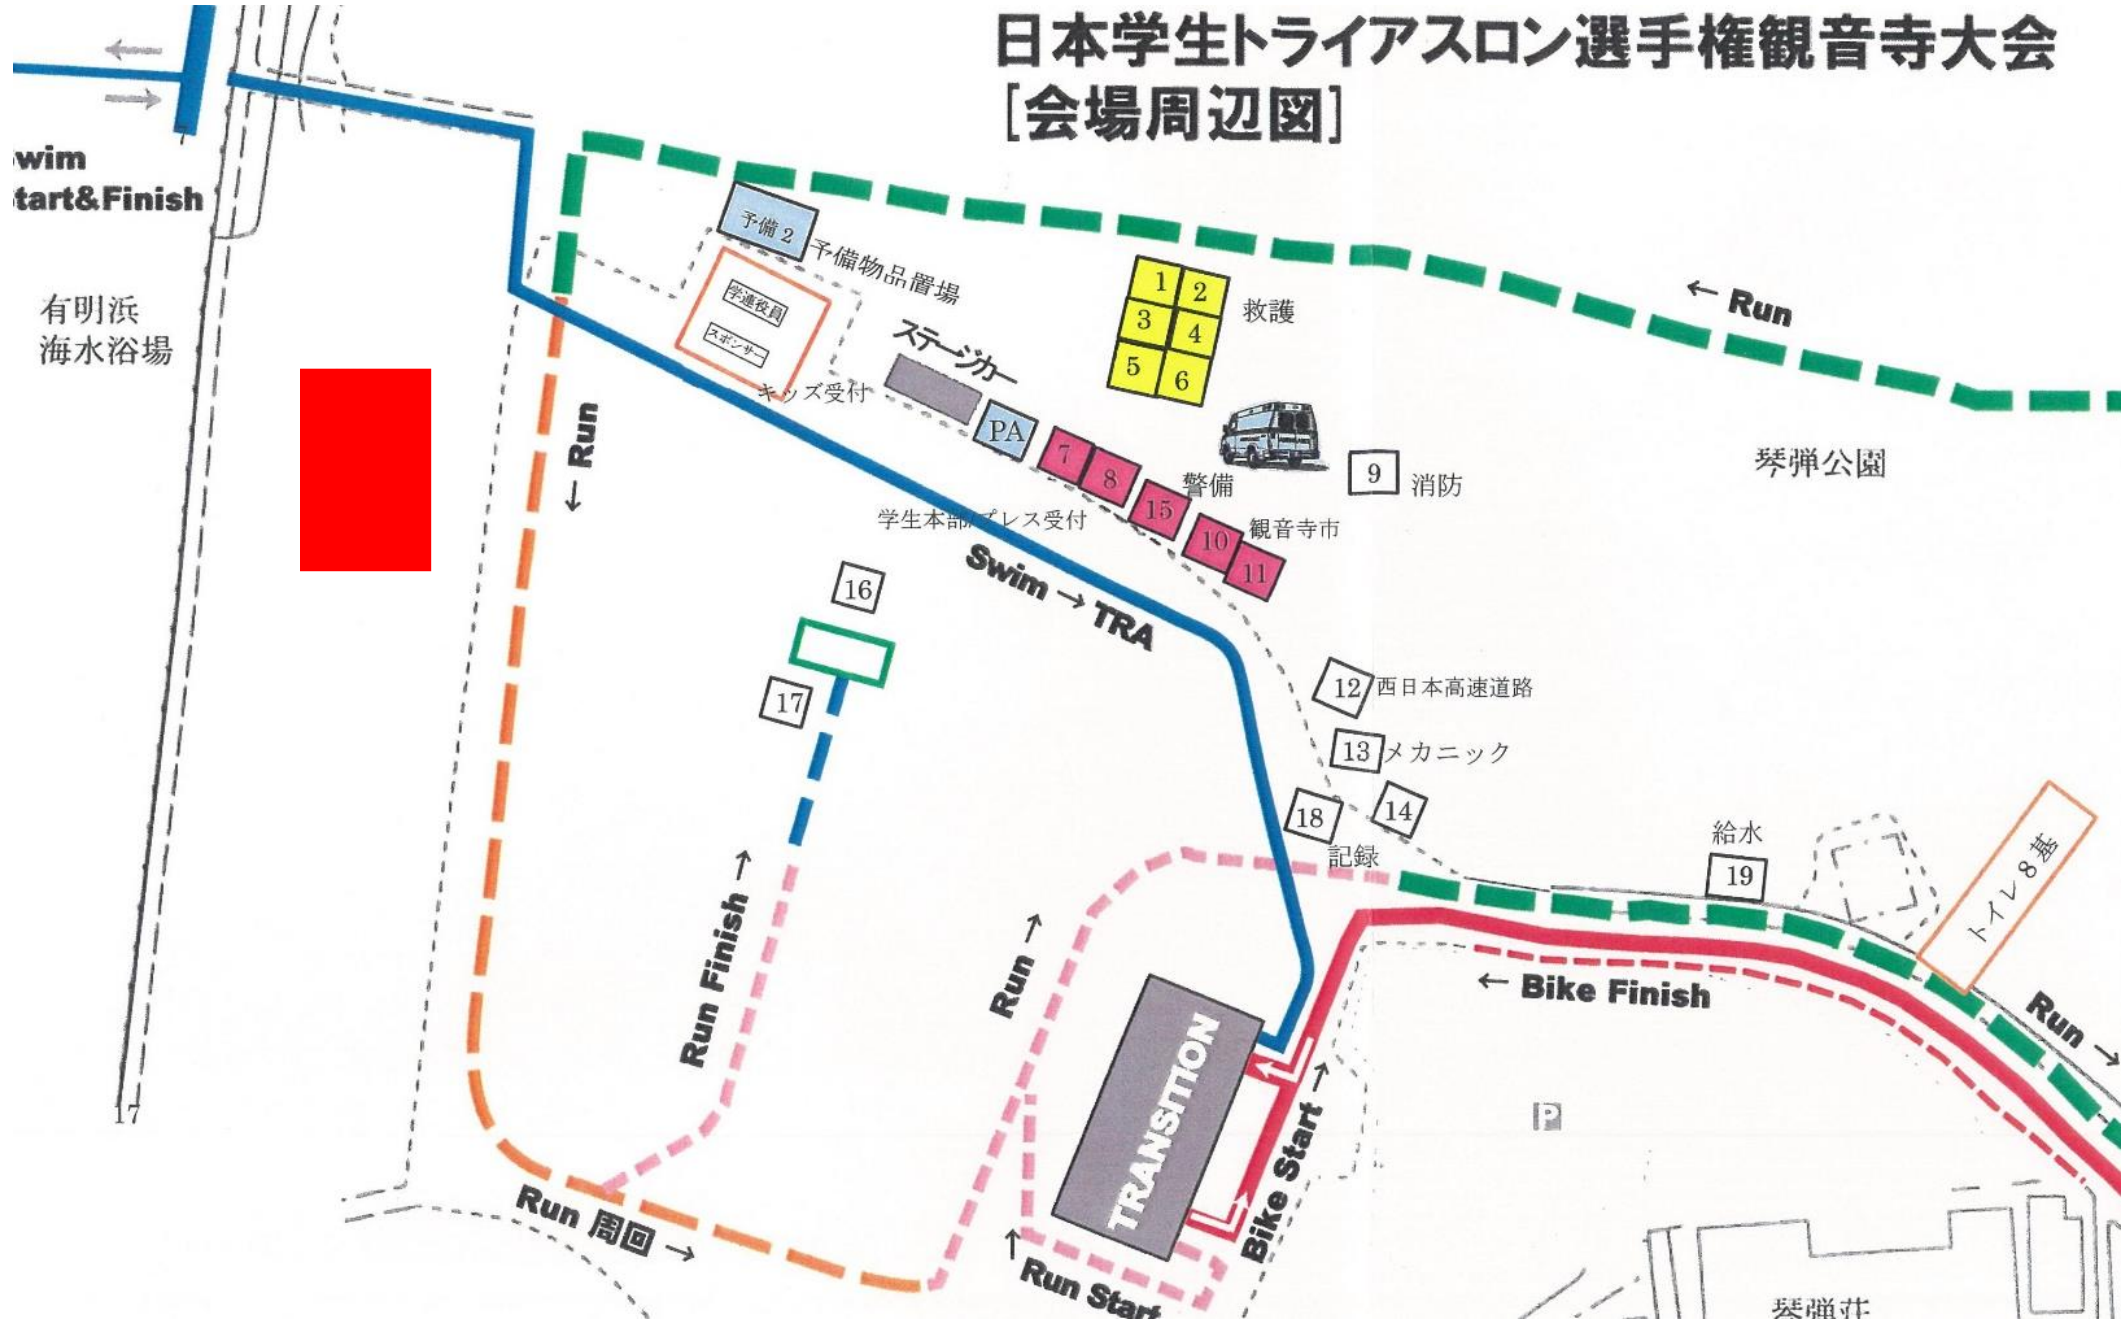 日本学生トライアスロン選手権観音寺大会
[会場周辺図]
wim
tart&Finish
有明浜
海水浴場
予備2
予備物品置場
学連役員
スポンサー
キッズ受付
ステージカー
PA
7
8
15
10
11
警備
観音寺市
学生本部/プレス受付
1
2
3
4
5
6
救護
9
消防
← Run
琴弾公園
← Run
Swim → TRA
16
17
12
西日本高速道路
13
メカニック
14
18
記録
給水
19
トイレ8基
Run Finish →
Run →
← Bike Finish
Run →
TRANSITION
Bike Start →
P
17
Run 周回 →
→
Run Start
琴弾荘